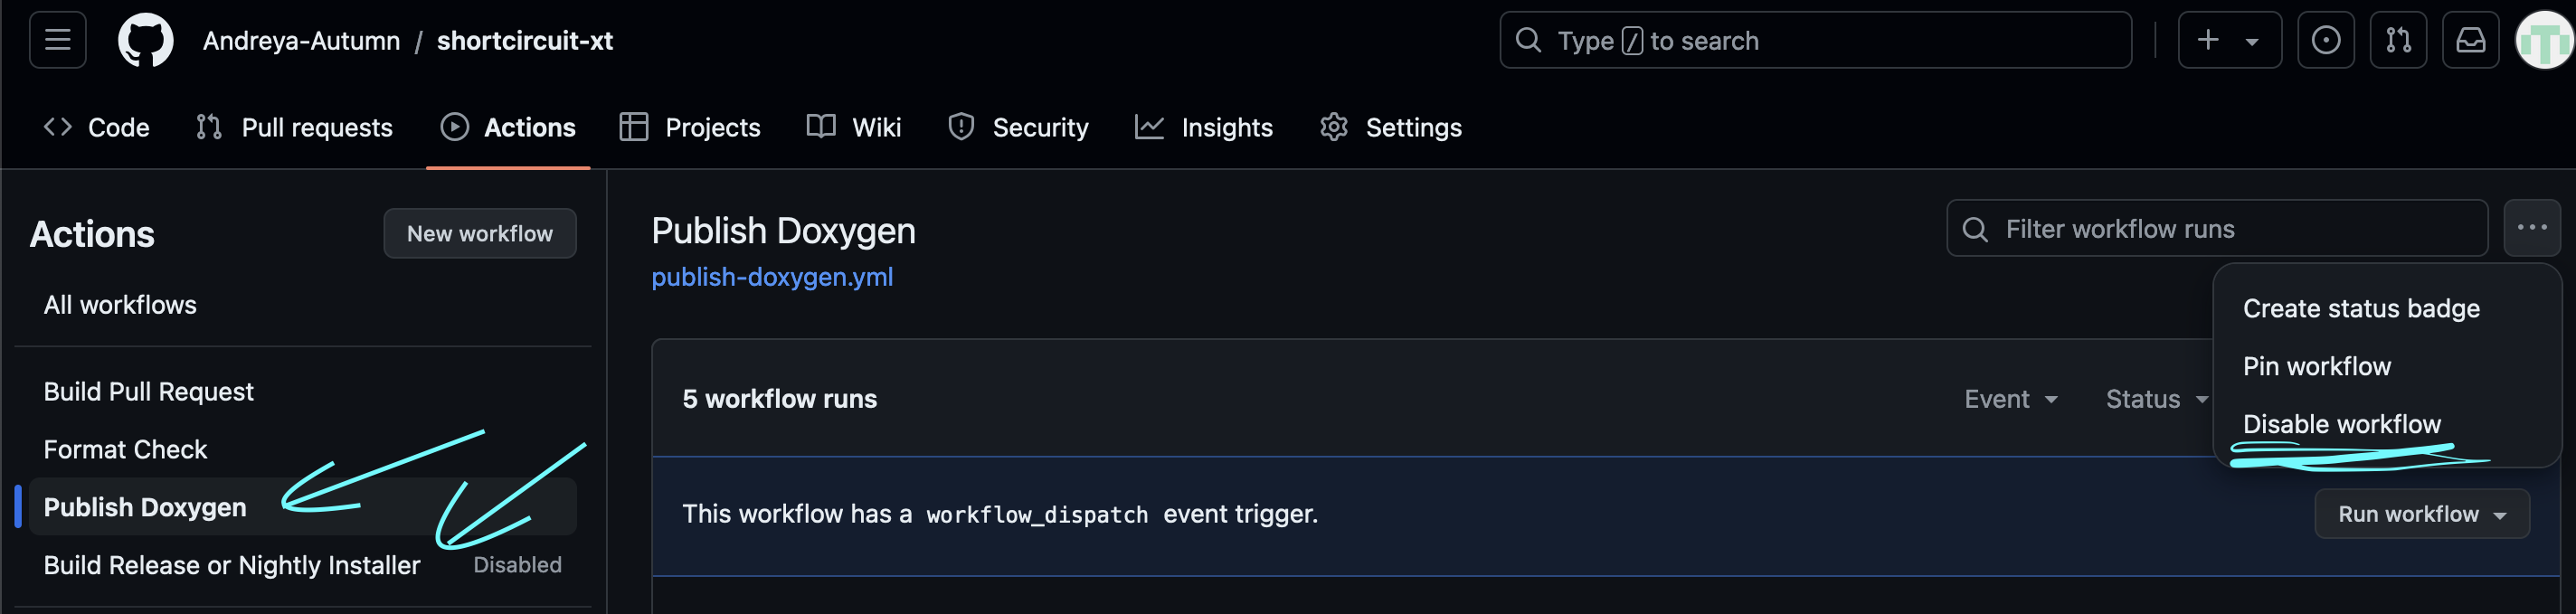 Andreya-Autumn / shortcircuit-xt
Type / to search
Code Pull requests Actions Projects Wiki Security Insights Settings
Actions
New workflow
All workflows
Build Pull Request
Format Check
Publish Doxygen
Build Release or Nightly Installer Disabled
Publish Doxygen
publish-doxygen.yml
Filter workflow runs
Create status badge
Pin workflow
Disable workflow
5 workflow runs
Event Status
This workflow has a workflow_dispatch event trigger.
Run workflow